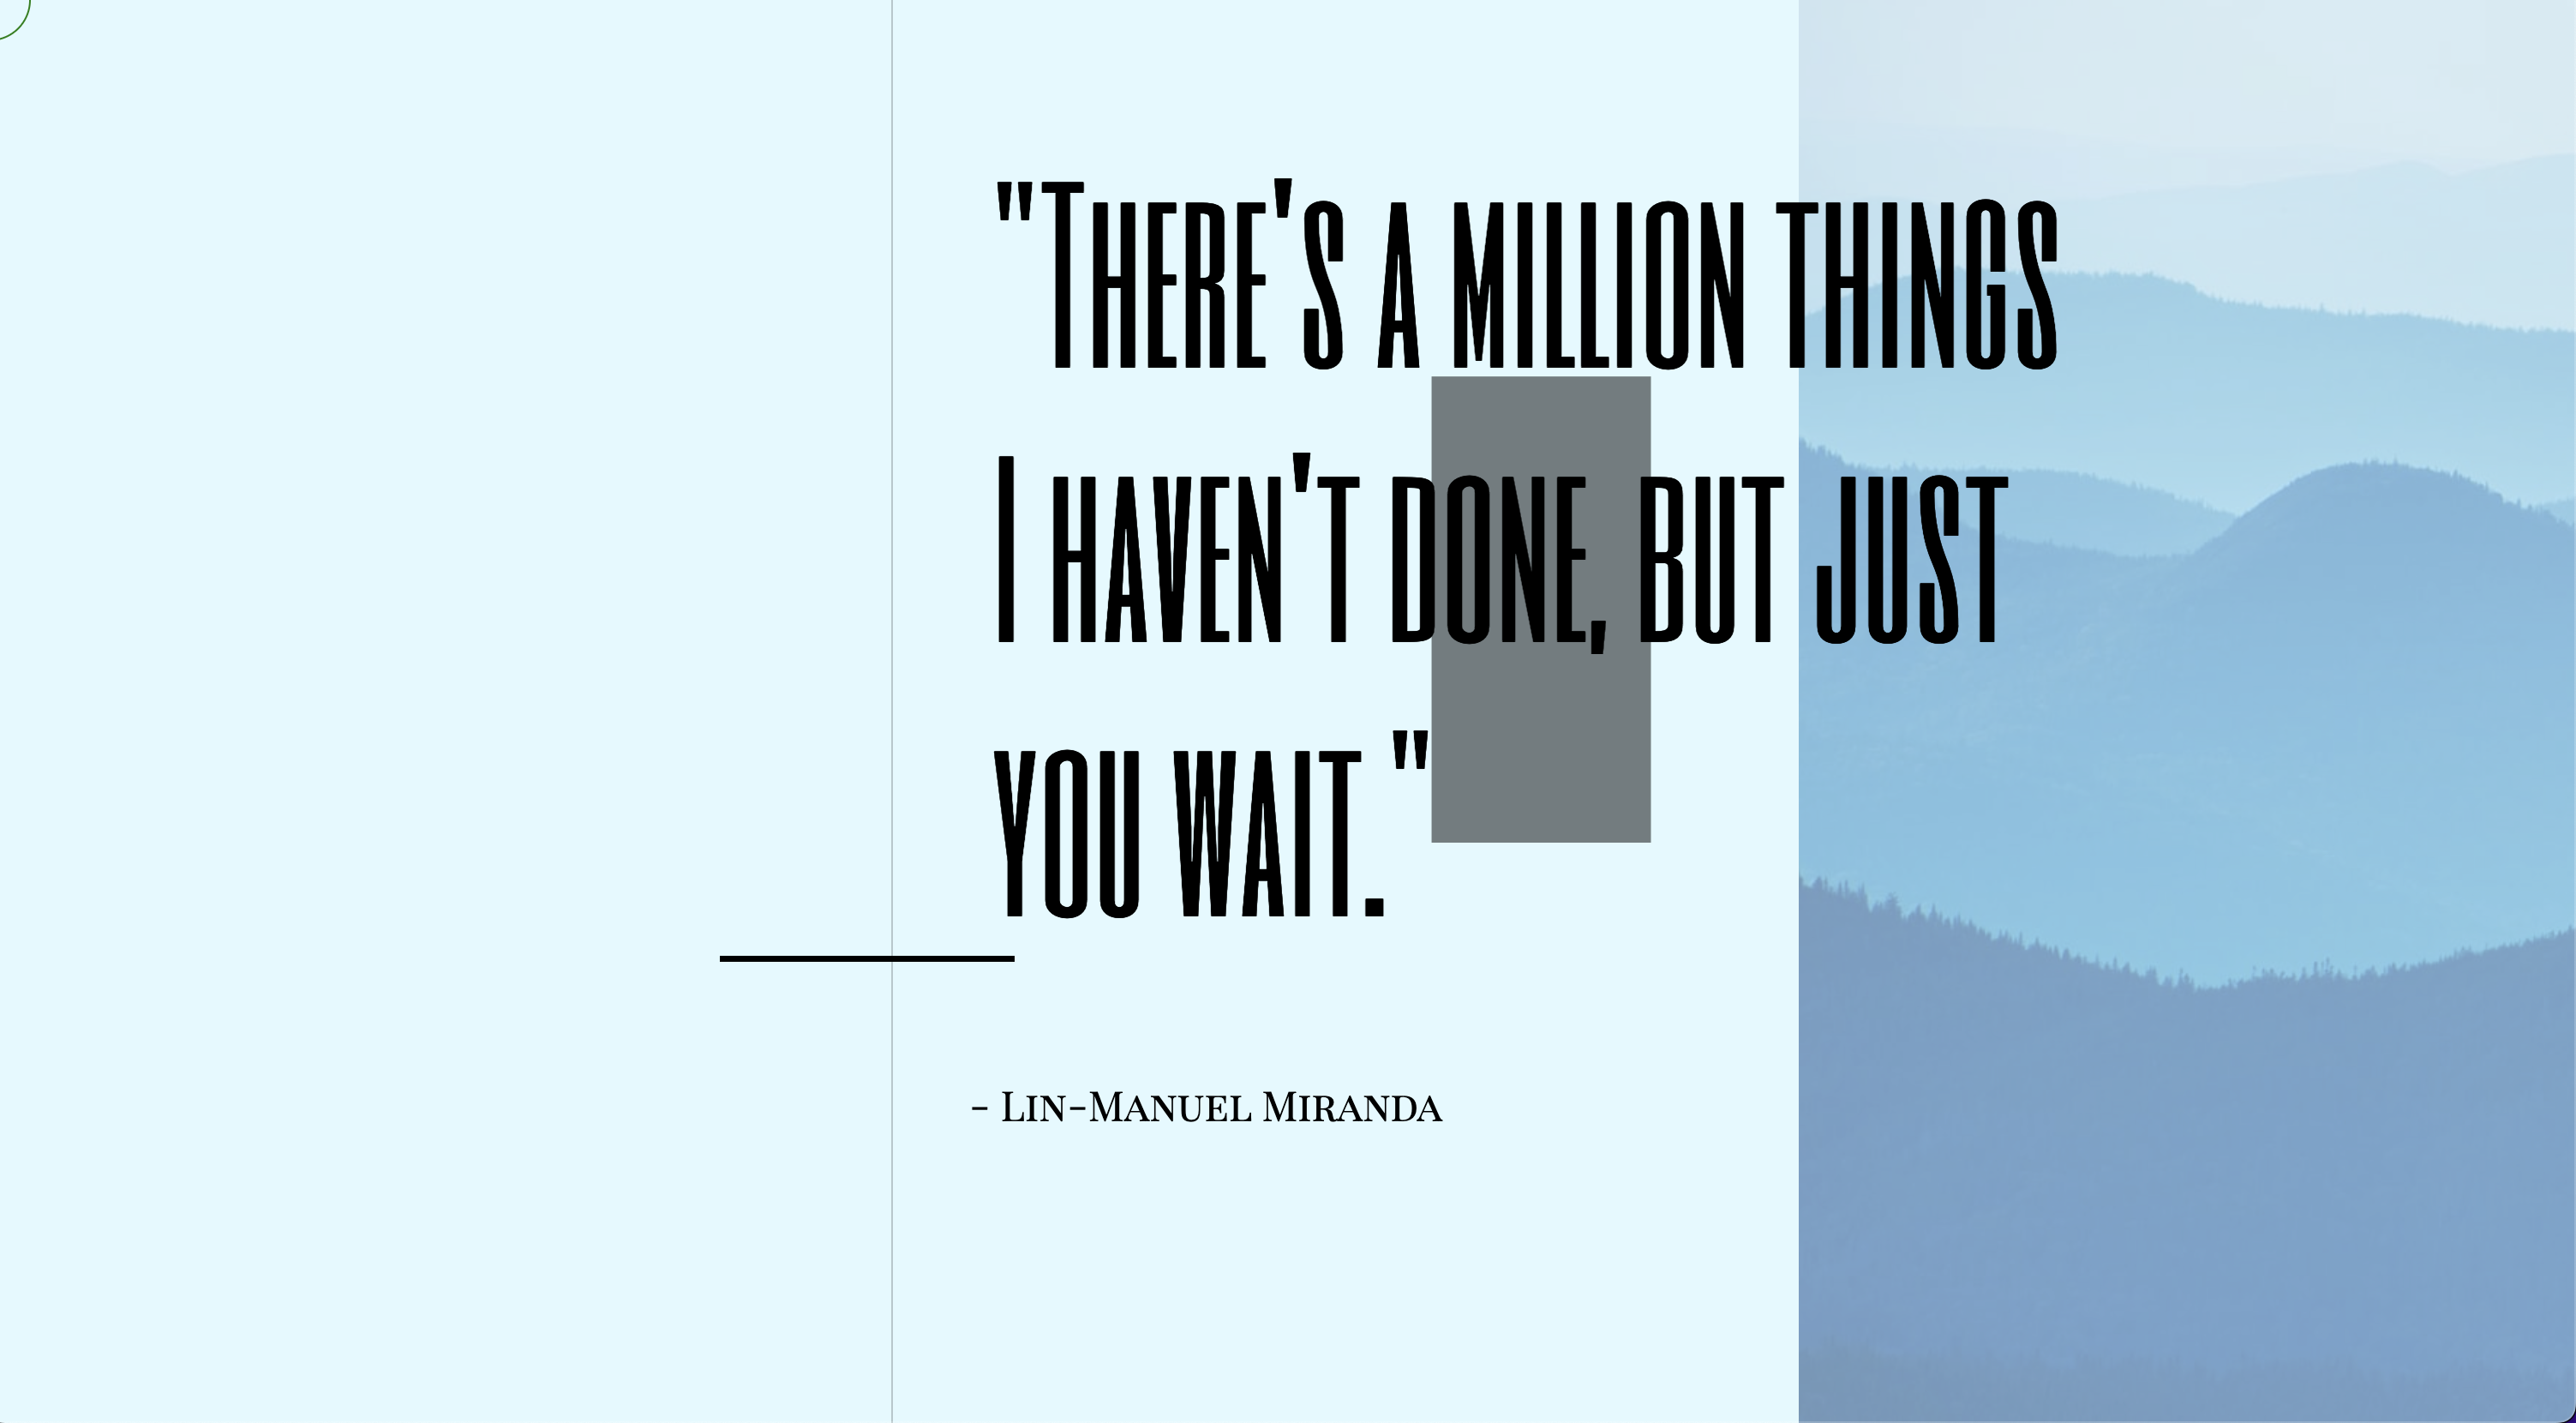 "There's a million things
I haven't done, but just
you wait."
- Lin-Manuel Miranda